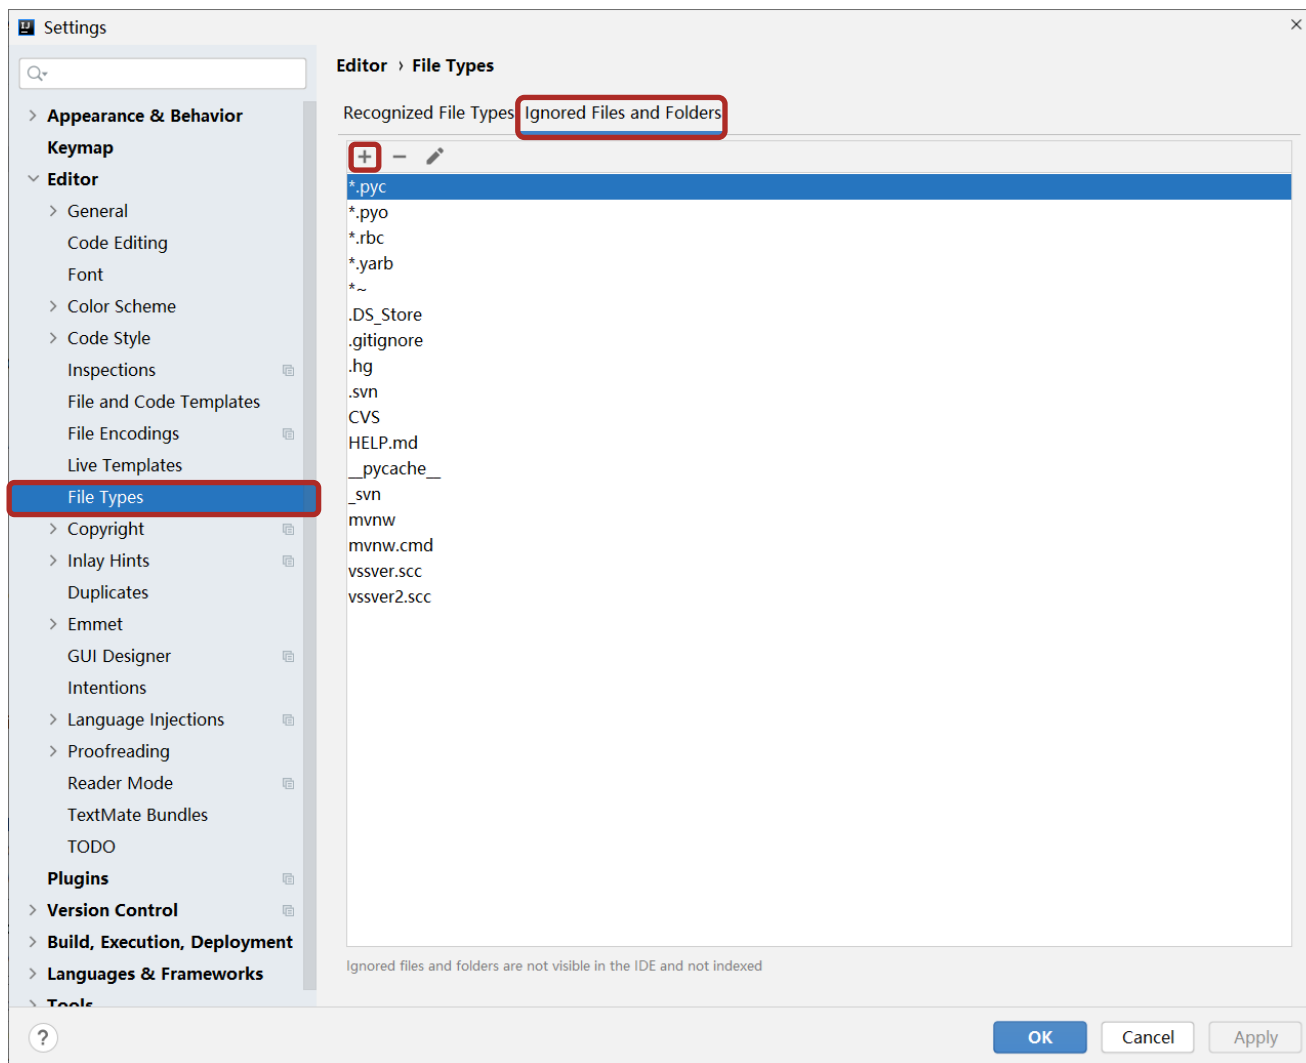 Settings
Appearance & Behavior
Keymap
Editor
General
Code Editing
Font
Color Scheme
Code Style
Inspections
File and Code Templates
File Encodings
Live Templates
File Types
Copyright
Inlay Hints
Duplicates
Emmet
GUI Designer
Intentions
Language Injections
Proofreading
Reader Mode
TextMate Bundles
TODO
Plugins
Version Control
Build, Execution, Deployment
Languages & Frameworks
Tools
Editor › File Types
Recognized File Types Ignored Files and Folders
*.pyc
*.pyo
*.rbc
*.yarb
*~
.DS_Store
.gitignore
.hg
.svn
CVS
HELP.md
__pycache__
_svn
mvnw
mvnw.cmd
vssver.scc
vssver2.scc
Ignored files and folders are not visible in the IDE and not indexed
? OK Cancel Apply